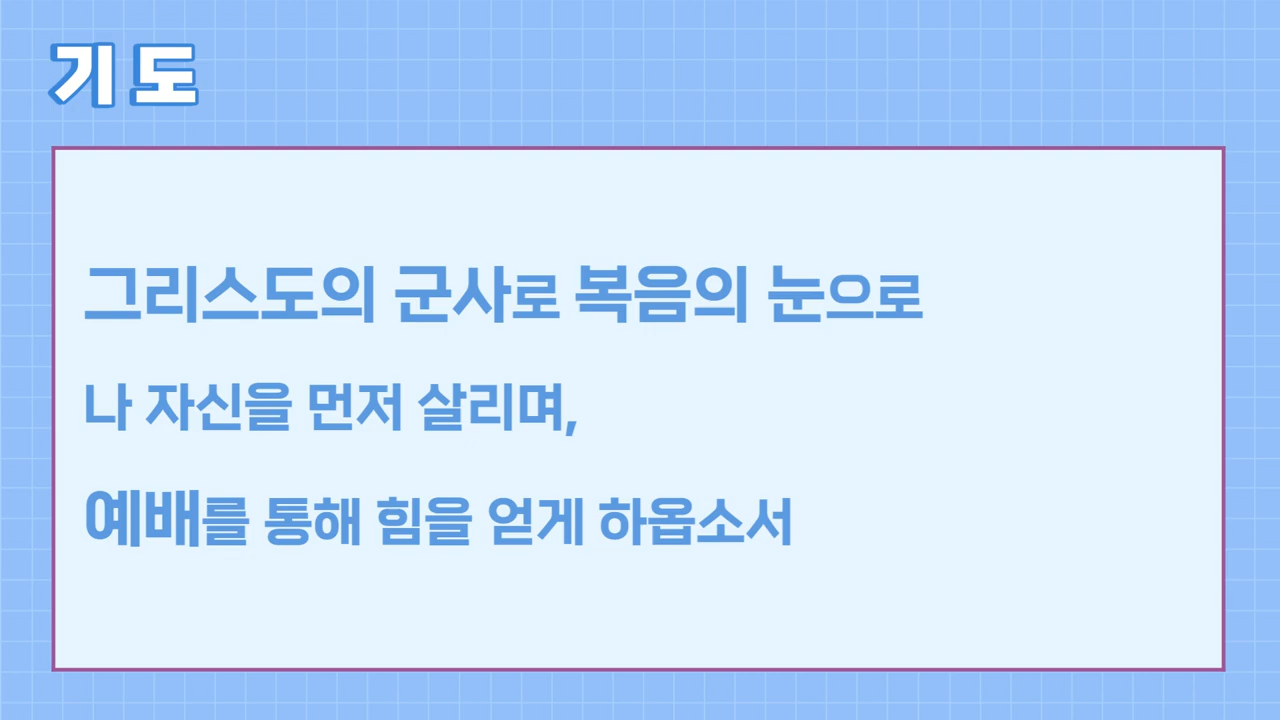 기도
그리스도의 군사로 복음의 눈으로
나 자신을 먼저 살리며,
예배를 통해 힘을 얻게 하옵소서